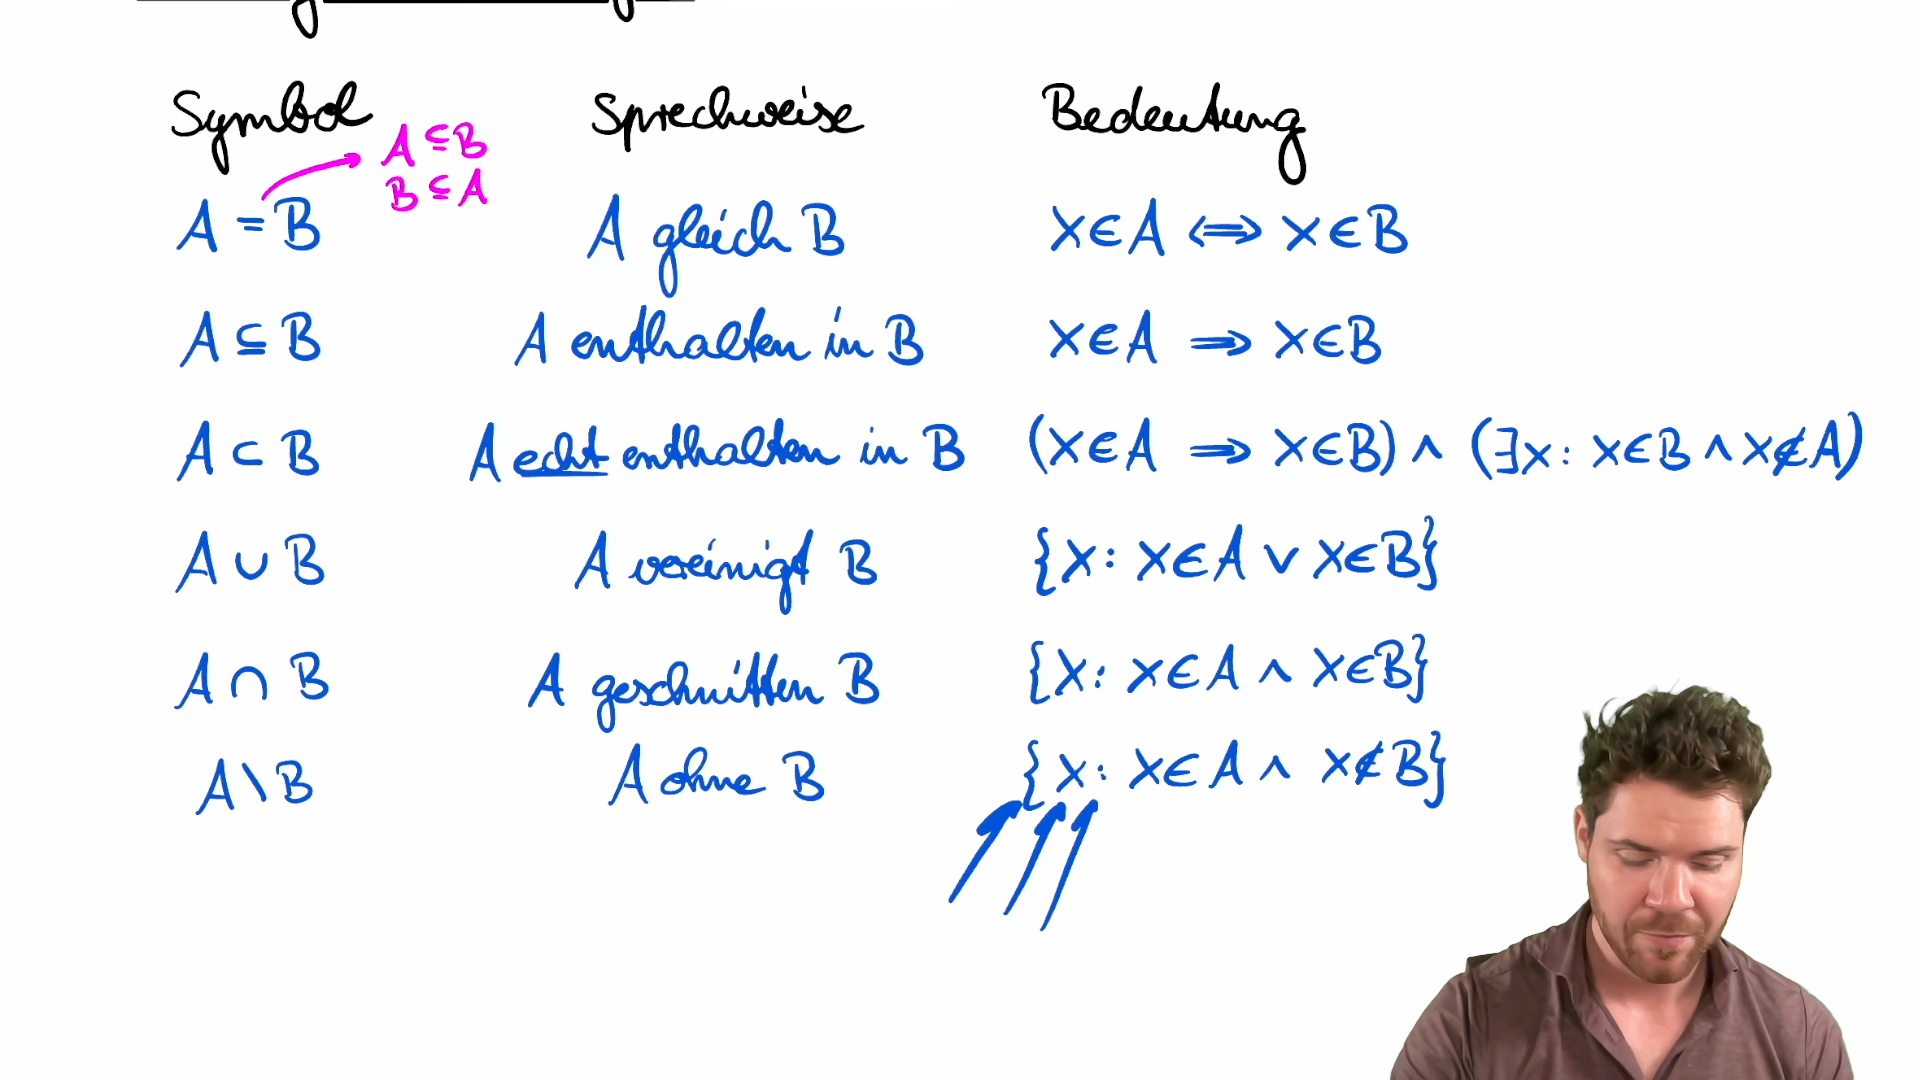 Symbol Sprechweise Bedeutung
A ⊆ B
B ⊆ A
A = B A gleich B x∈A ⟺ x∈B
A ⊆ B A enthalten in B x∈A ⟹ x∈B
A ⊂ B A echt enthalten in B (x∈A ⟹ x∈B) ∧ (∃x: x∈B ∧ x∉A)
A ∪ B A vereinigt B {x: x∈A ∨ x∈B}
A ∩ B A geschnitten B {x: x∈A ∧ x∈B}
A \ B A ohne B {x: x∈A ∧ x∉B}